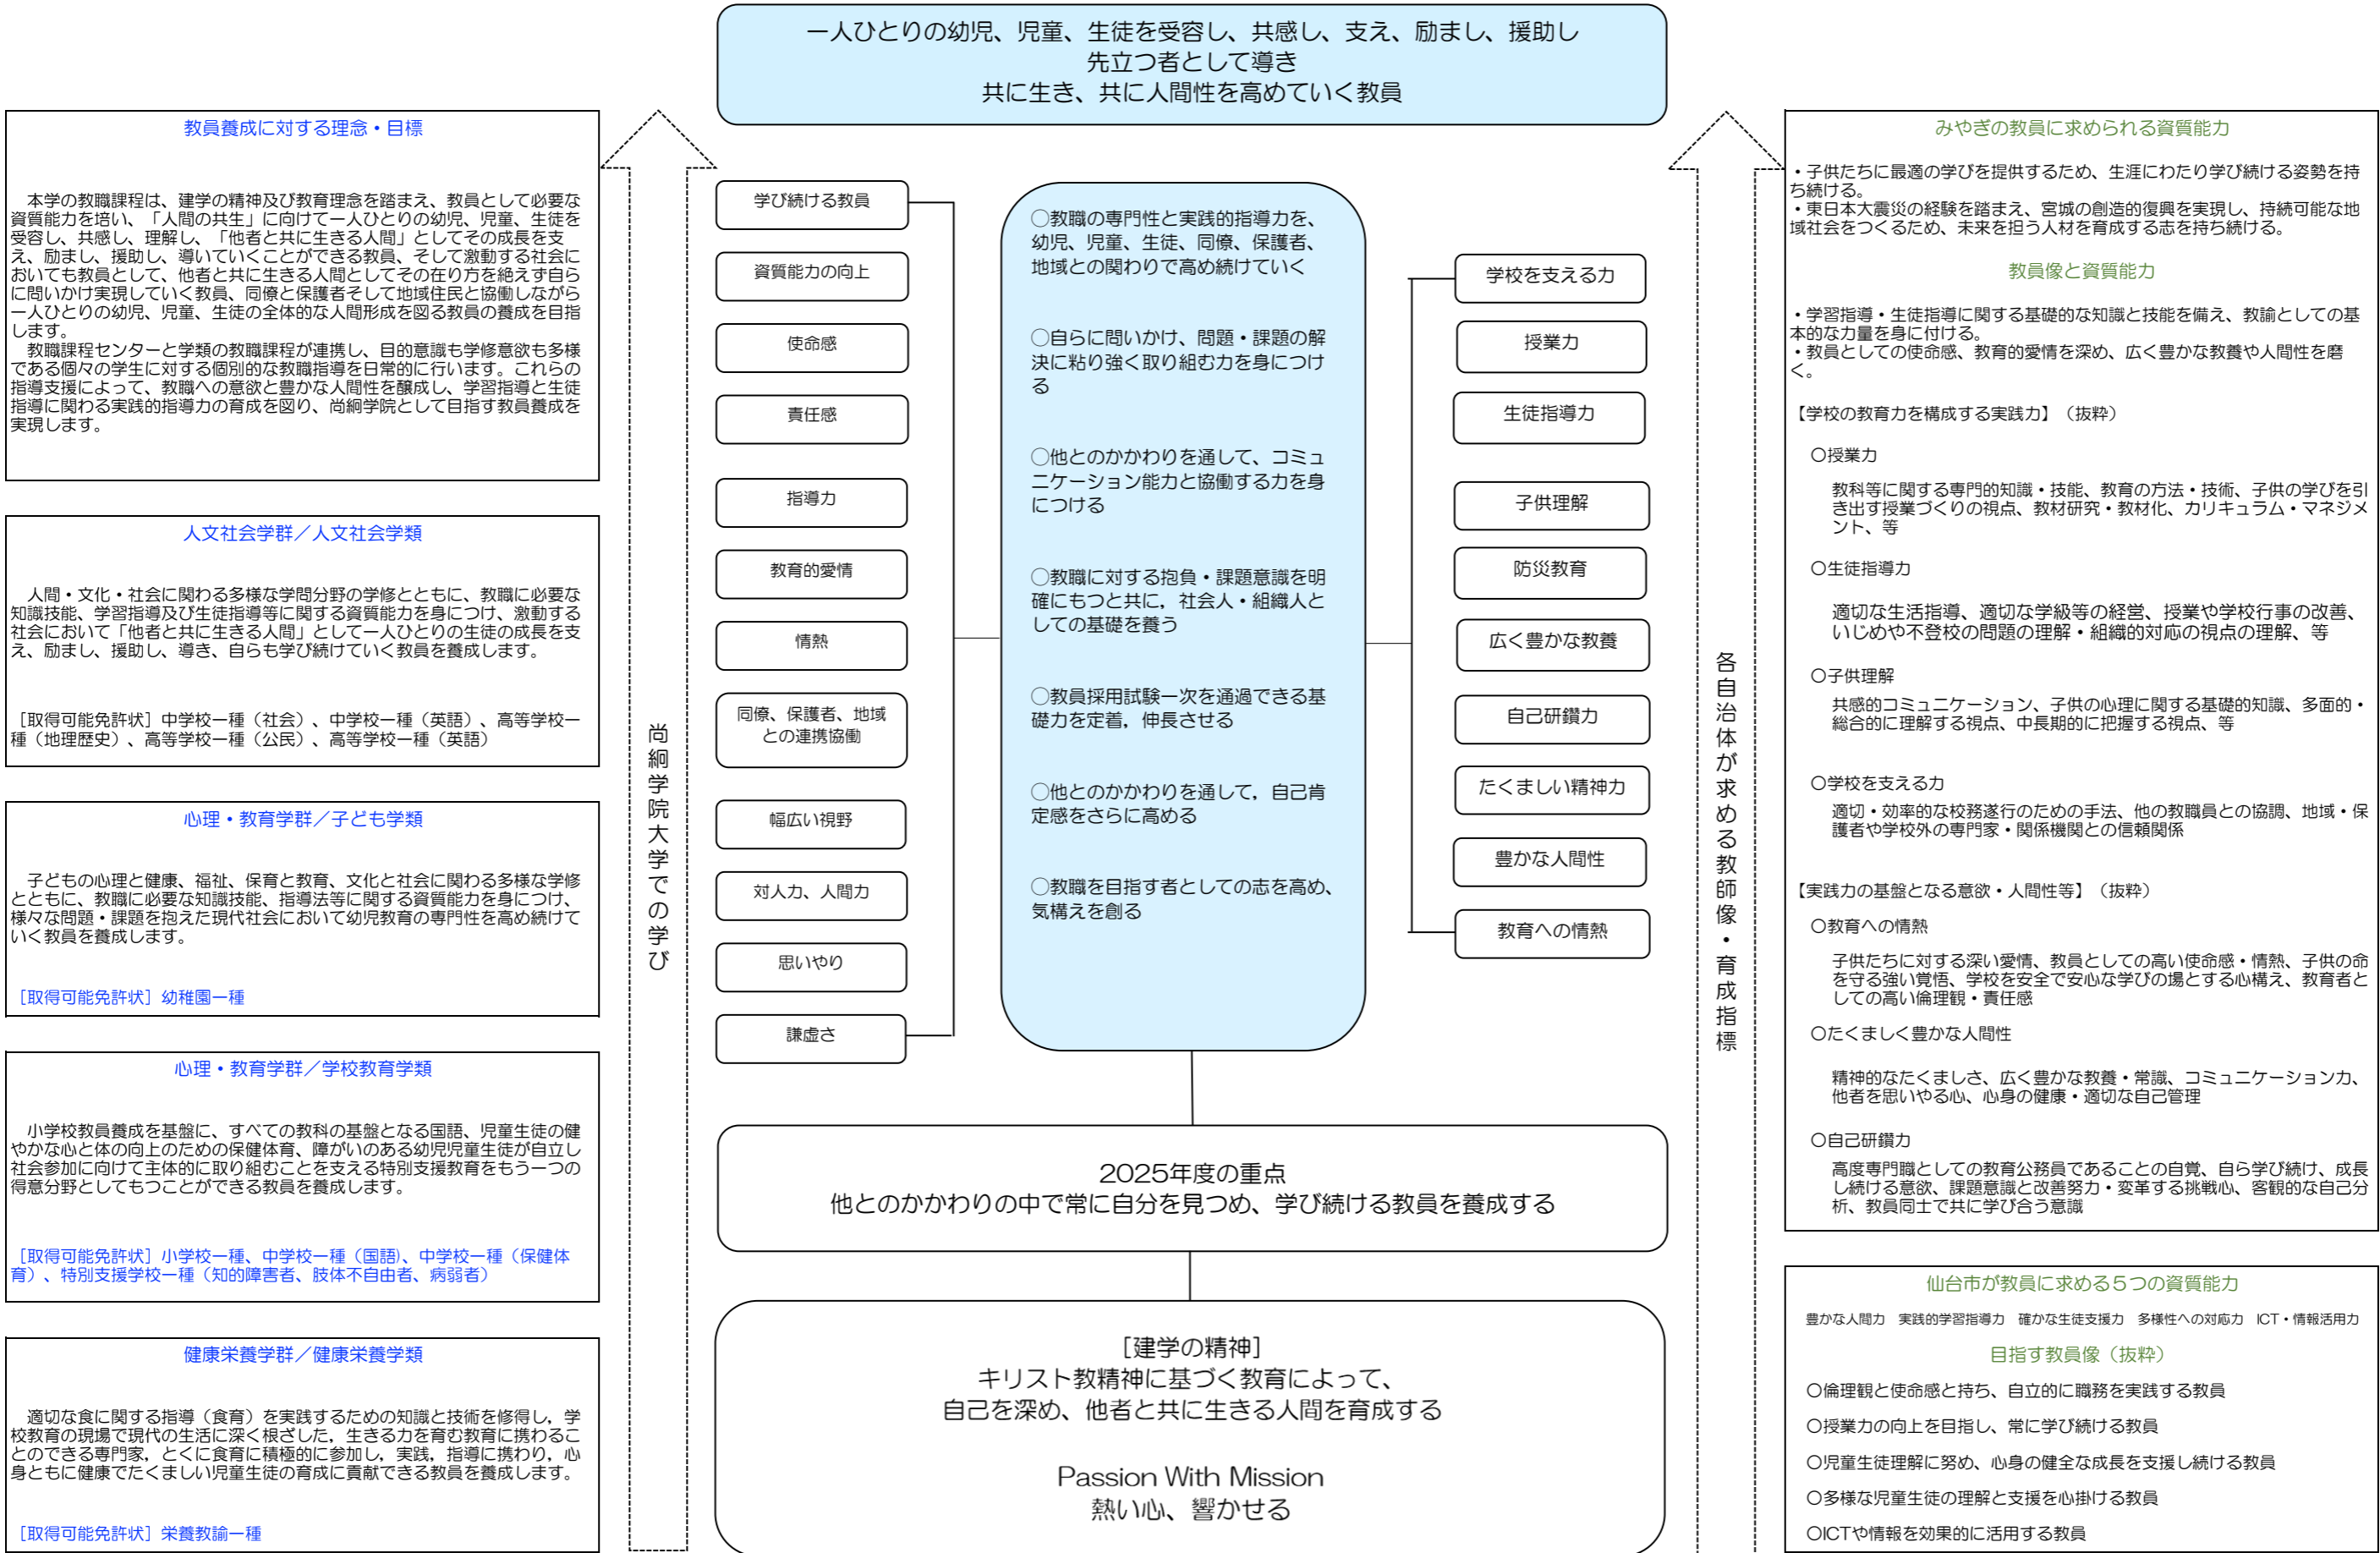 一人ひとりの幼児、児童、生徒を受容し、共感し、支え、励まし、援助し
先立つ者として導き
共に生き、共に人間性を高めていく教員
教員養成に対する理念・目標
本学の教職課程は、建学の精神及び教育理念を踏まえ、教員として必要な
資質能力を培い、「人間の共生」に向けて一人ひとりの幼児、児童、生徒を
受容し、共感し、理解し、「他者と共に生きる人間」としてその成長を支
え、励まし、援助し、導いていくことができる教員、そして激動する社会に
おいても教員として、他者と共に生きる人間としてその在り方を絶えず自ら
に問いかけ実現していく教員、同僚と保護者そして地域住民と協働しながら
一人ひとりの幼児、児童、生徒の全体的な人間形成を図る教員の養成を目指
します。
教職課程センターと学類の教職課程が連携し、目的意識も学修意欲も多様
である個々の学生に対する個別的な教職指導を日常的に行います。これらの
指導支援によって、教職への意欲と豊かな人間性を醸成し、学習指導と生徒
指導に関わる実践的指導力の育成を図り、尚絅学院として目指す教員養成を
実現します。
人文社会学群／人文社会学類
人間・文化・社会に関わる多様な学問分野の学修とともに、教職に必要な
知識技能、学習指導及び生徒指導等に関する資質能力を身につけ、激動する
社会において「他者と共に生きる人間」として一人ひとりの生徒の成長を支
え、励まし、援助し、導き、自らも学び続けていく教員を養成します。
［取得可能免許状］中学校一種（社会）、中学校一種（英語）、高等学校一
種（地理歴史）、高等学校一種（公民）、高等学校一種（英語）
心理・教育学群／子ども学類
子どもの心理と健康、福祉、保育と教育、文化と社会に関わる多様な学修
とともに、教職に必要な知識技能、指導法等に関する資質能力を身につけ、
様々な問題・課題を抱えた現代社会において幼児教育の専門性を高め続けて
いく教員を養成します。
［取得可能免許状］幼稚園一種
心理・教育学群／学校教育学類
小学校教員養成を基盤に、すべての教科の基盤となる国語、児童生徒の健
やかな心と体の向上のための保健体育、障がいのある幼児児童生徒が自立し
社会参加に向けて主体的に取り組むことを支える特別支援教育をもう一つの
得意分野としてもつことができる教員を養成します。
［取得可能免許状］小学校一種、中学校一種（国語）、中学校一種（保健体
育）、特別支援学校一種（知的障害者、肢体不自由者、病弱者）
健康栄養学群／健康栄養学類
適切な食に関する指導（食育）を実践するための知識と技術を修得し，学
校教育の現場で現代の生活に深く根ざした，生きる力を育む教育に携わるこ
とのできる専門家，とくに食育に積極的に参加し，実践，指導に携わり，心
身ともに健康でたくましい児童生徒の育成に貢献できる教員を養成します。
［取得可能免許状］栄養教諭一種
尚絅学院大学での学び
学び続ける教員
資質能力の向上
使命感
責任感
指導力
教育的愛情
情熱
同僚、保護者、地域
との連携協働
幅広い視野
対人力、人間力
思いやり
謙虚さ
○教職の専門性と実践的指導力を、
幼児、児童、生徒、同僚、保護者、
地域との関わりで高め続けていく
○自らに問いかけ、問題・課題の解
決に粘り強く取り組む力を身につけ
る
○他とのかかわりを通して、コミュ
ニケーション能力と協働する力を身
につける
○教職に対する抱負・課題意識を明
確にもつと共に，社会人・組織人と
しての基礎を養う
○教員採用試験一次を通過できる基
礎力を定着，伸長させる
○他とのかかわりを通して，自己肯
定感をさらに高める
○教職を目指す者としての志を高め、
気構えを創る
学校を支える力
授業力
生徒指導力
子供理解
防災教育
広く豊かな教養
自己研鑽力
たくましい精神力
豊かな人間性
教育への情熱
2025年度の重点
他とのかかわりの中で常に自分を見つめ、学び続ける教員を養成する
［建学の精神］
キリスト教精神に基づく教育によって、
自己を深め、他者と共に生きる人間を育成する
Passion With Mission
熱い心、響かせる
各自治体が求める教師像・育成指標
みやぎの教員に求められる資質能力
・子供たちに最適の学びを提供するため、生涯にわたり学び続ける姿勢を持
ち続ける。
・東日本大震災の経験を踏まえ、宮城の創造的復興を実現し、持続可能な地
域社会をつくるため、未来を担う人材を育成する志を持ち続ける。
教員像と資質能力
・学習指導・生徒指導に関する基礎的な知識と技能を備え、教諭としての基
本的な力量を身に付ける。
・教員としての使命感、教育的愛情を深め、広く豊かな教養や人間性を磨
く。
【学校の教育力を構成する実践力】（抜粋）
○授業力
教科等に関する専門的知識・技能、教育の方法・技術、子供の学びを引
き出す授業づくりの視点、教材研究・教材化、カリキュラム・マネジメ
ント、等
○生徒指導力
適切な生活指導、適切な学級等の経営、授業や学校行事の改善、
いじめや不登校の問題の理解・組織的対応の視点の理解、等
○子供理解
共感的コミュニケーション、子供の心理に関する基礎的知識、多面的・
総合的に理解する視点、中長期的に把握する視点、等
○学校を支える力
適切・効率的な校務遂行のための手法、他の教職員との協調、地域・保
護者や学校外の専門家・関係機関との信頼関係
【実践力の基盤となる意欲・人間性等】（抜粋）
○教育への情熱
子供たちに対する深い愛情、教員としての高い使命感・情熱、子供の命
を守る強い覚悟、学校を安全で安心な学びの場とする心構え、教育者と
しての高い倫理観・責任感
○たくましく豊かな人間性
精神的なたくましさ、広く豊かな教養・常識、コミュニケーション力、
他者を思いやる心、心身の健康・適切な自己管理
○自己研鑽力
高度専門職としての教育公務員であることの自覚、自ら学び続け、成長
し続ける意欲、課題意識と改善努力・変革する挑戦心、客観的な自己分
析、教員同士で共に学び合う意識
仙台市が教員に求める５つの資質能力
豊かな人間力　実践的学習指導力　確かな生徒支援力　多様性への対応力　ICT・情報活用力
目指す教員像（抜粋）
○倫理観と使命感と持ち、自立的に職務を実践する教員
○授業力の向上を目指し、常に学び続ける教員
○児童生徒理解に努め、心身の健全な成長を支援し続ける教員
○多様な児童生徒の理解と支援を心掛ける教員
○ICTや情報を効果的に活用する教員